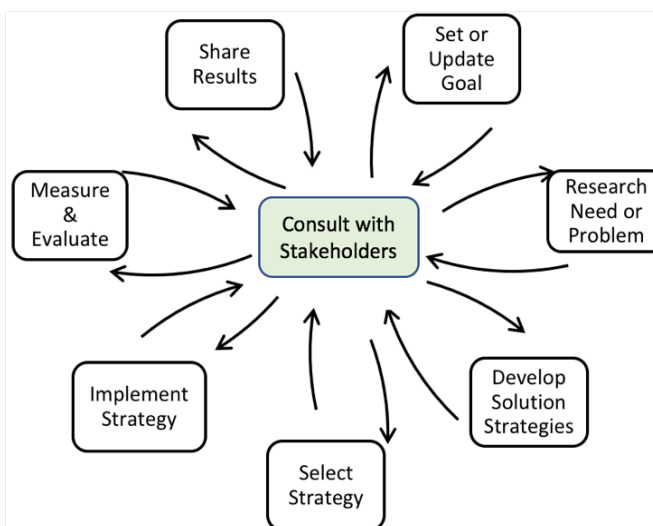 Share
Results
Set or
Update
Goal
Measure
&
Evaluate
Consult with
Stakeholders
Research
Need or
Problem
Implement
Strategy
Develop
Solution
Strategies
Select
Strategy